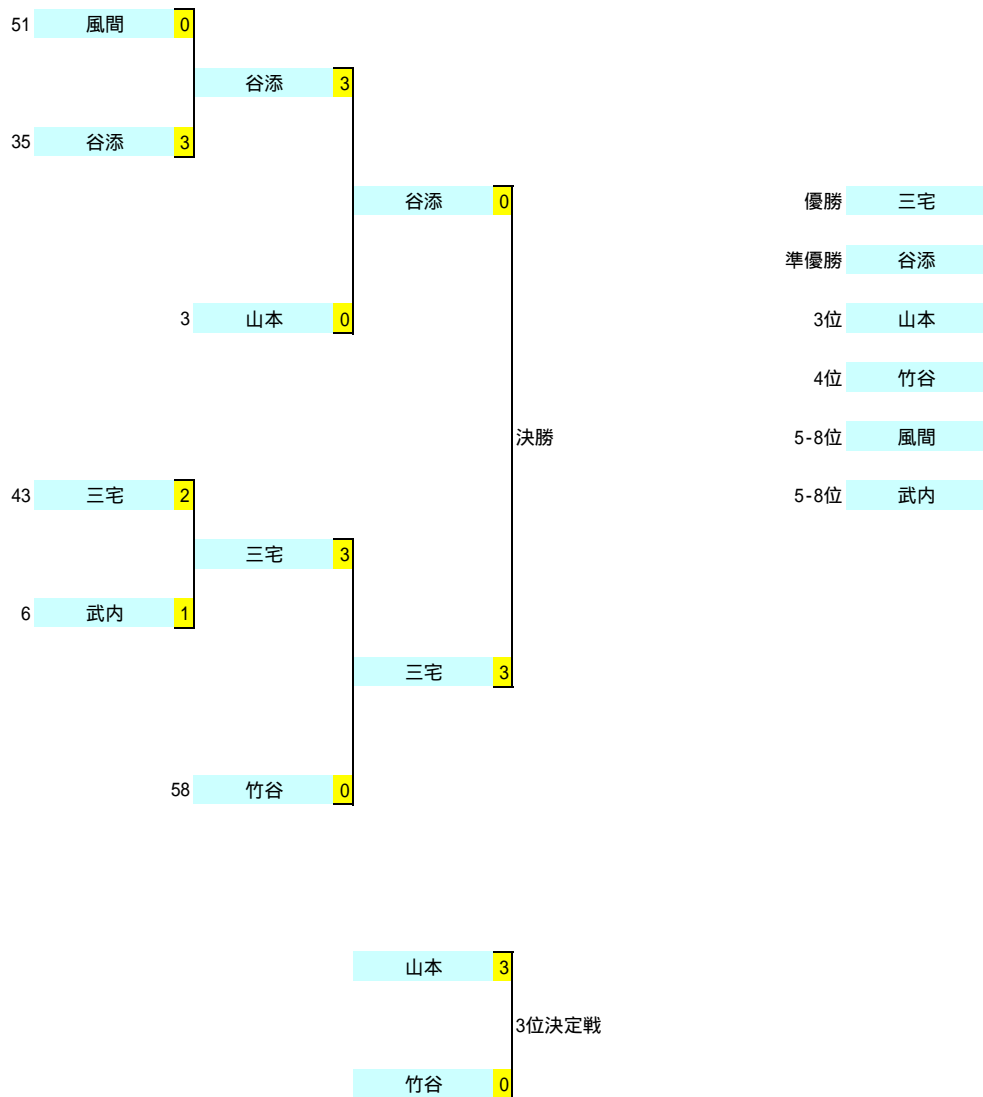 51 風間 0
谷添 3
35 谷添 3
谷添 0
優勝 三宅
準優勝 谷添
3 山本 0
3位 山本
4位 竹谷
決勝
5-8位 風間
43 三宅 2
5-8位 武内
三宅 3
6 武内 1
三宅 3
58 竹谷 0
山本 3
3位決定戦
竹谷 0